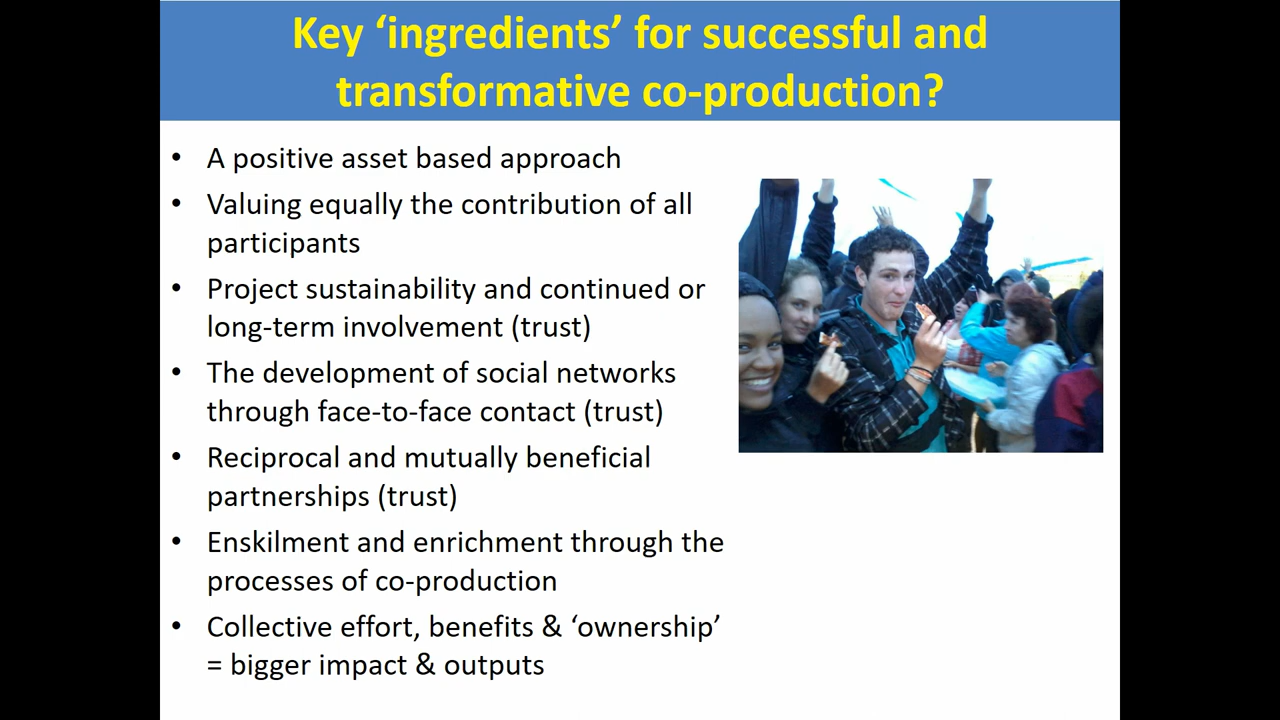 Key ‘ingredients’ for successful and
transformative co-production?
• A positive asset based approach
• Valuing equally the contribution of all
participants
• Project sustainability and continued or
long-term involvement (trust)
• The development of social networks
through face-to-face contact (trust)
• Reciprocal and mutually beneficial
partnerships (trust)
• Enskilment and enrichment through the
processes of co-production
• Collective effort, benefits & ‘ownership’
= bigger impact & outputs